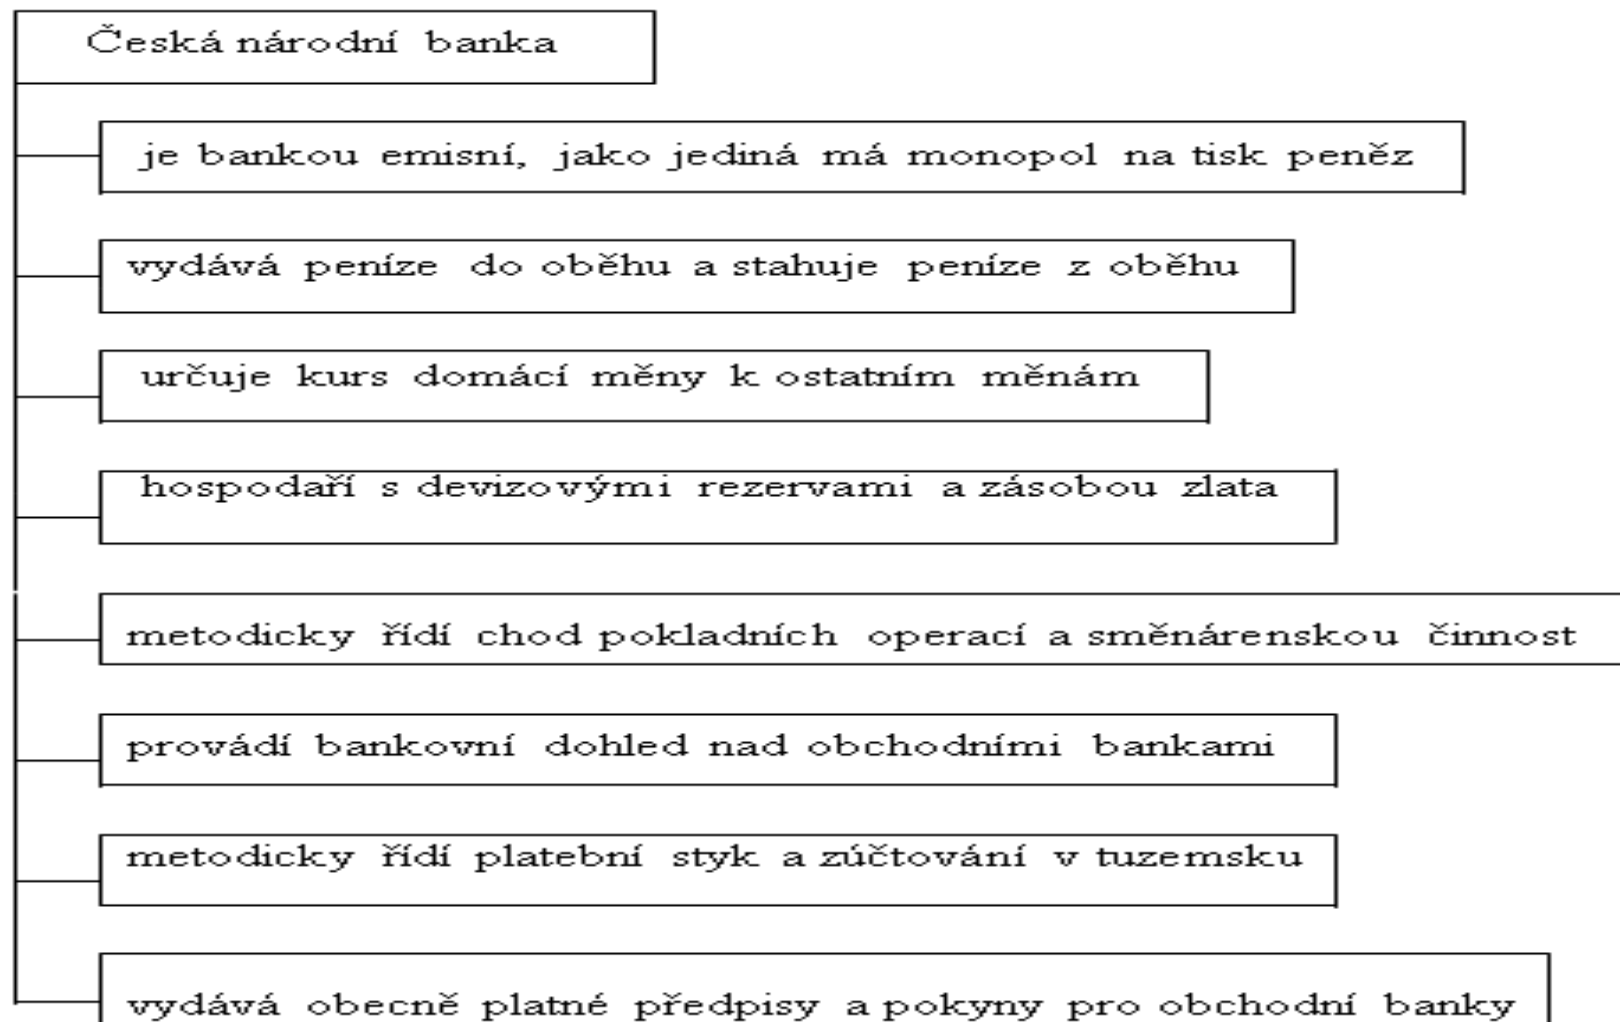 Česká národní banka
je bankou emisní, jako jediná má monopol na tisk peněz
vydává peníze do oběhu a stahuje peníze z oběhu
určuje kurs domácí měny k ostatním měnám
hospodaří s devizovými rezervami a zásobou zlata
metodicky řídí chod pokladních operací a směnárenskou činnost
provádí bankovní dohled nad obchodními bankami
metodicky řídí platební styk a zúčtování v tuzemsku
vydává obecně platné předpisy a pokyny pro obchodní banky